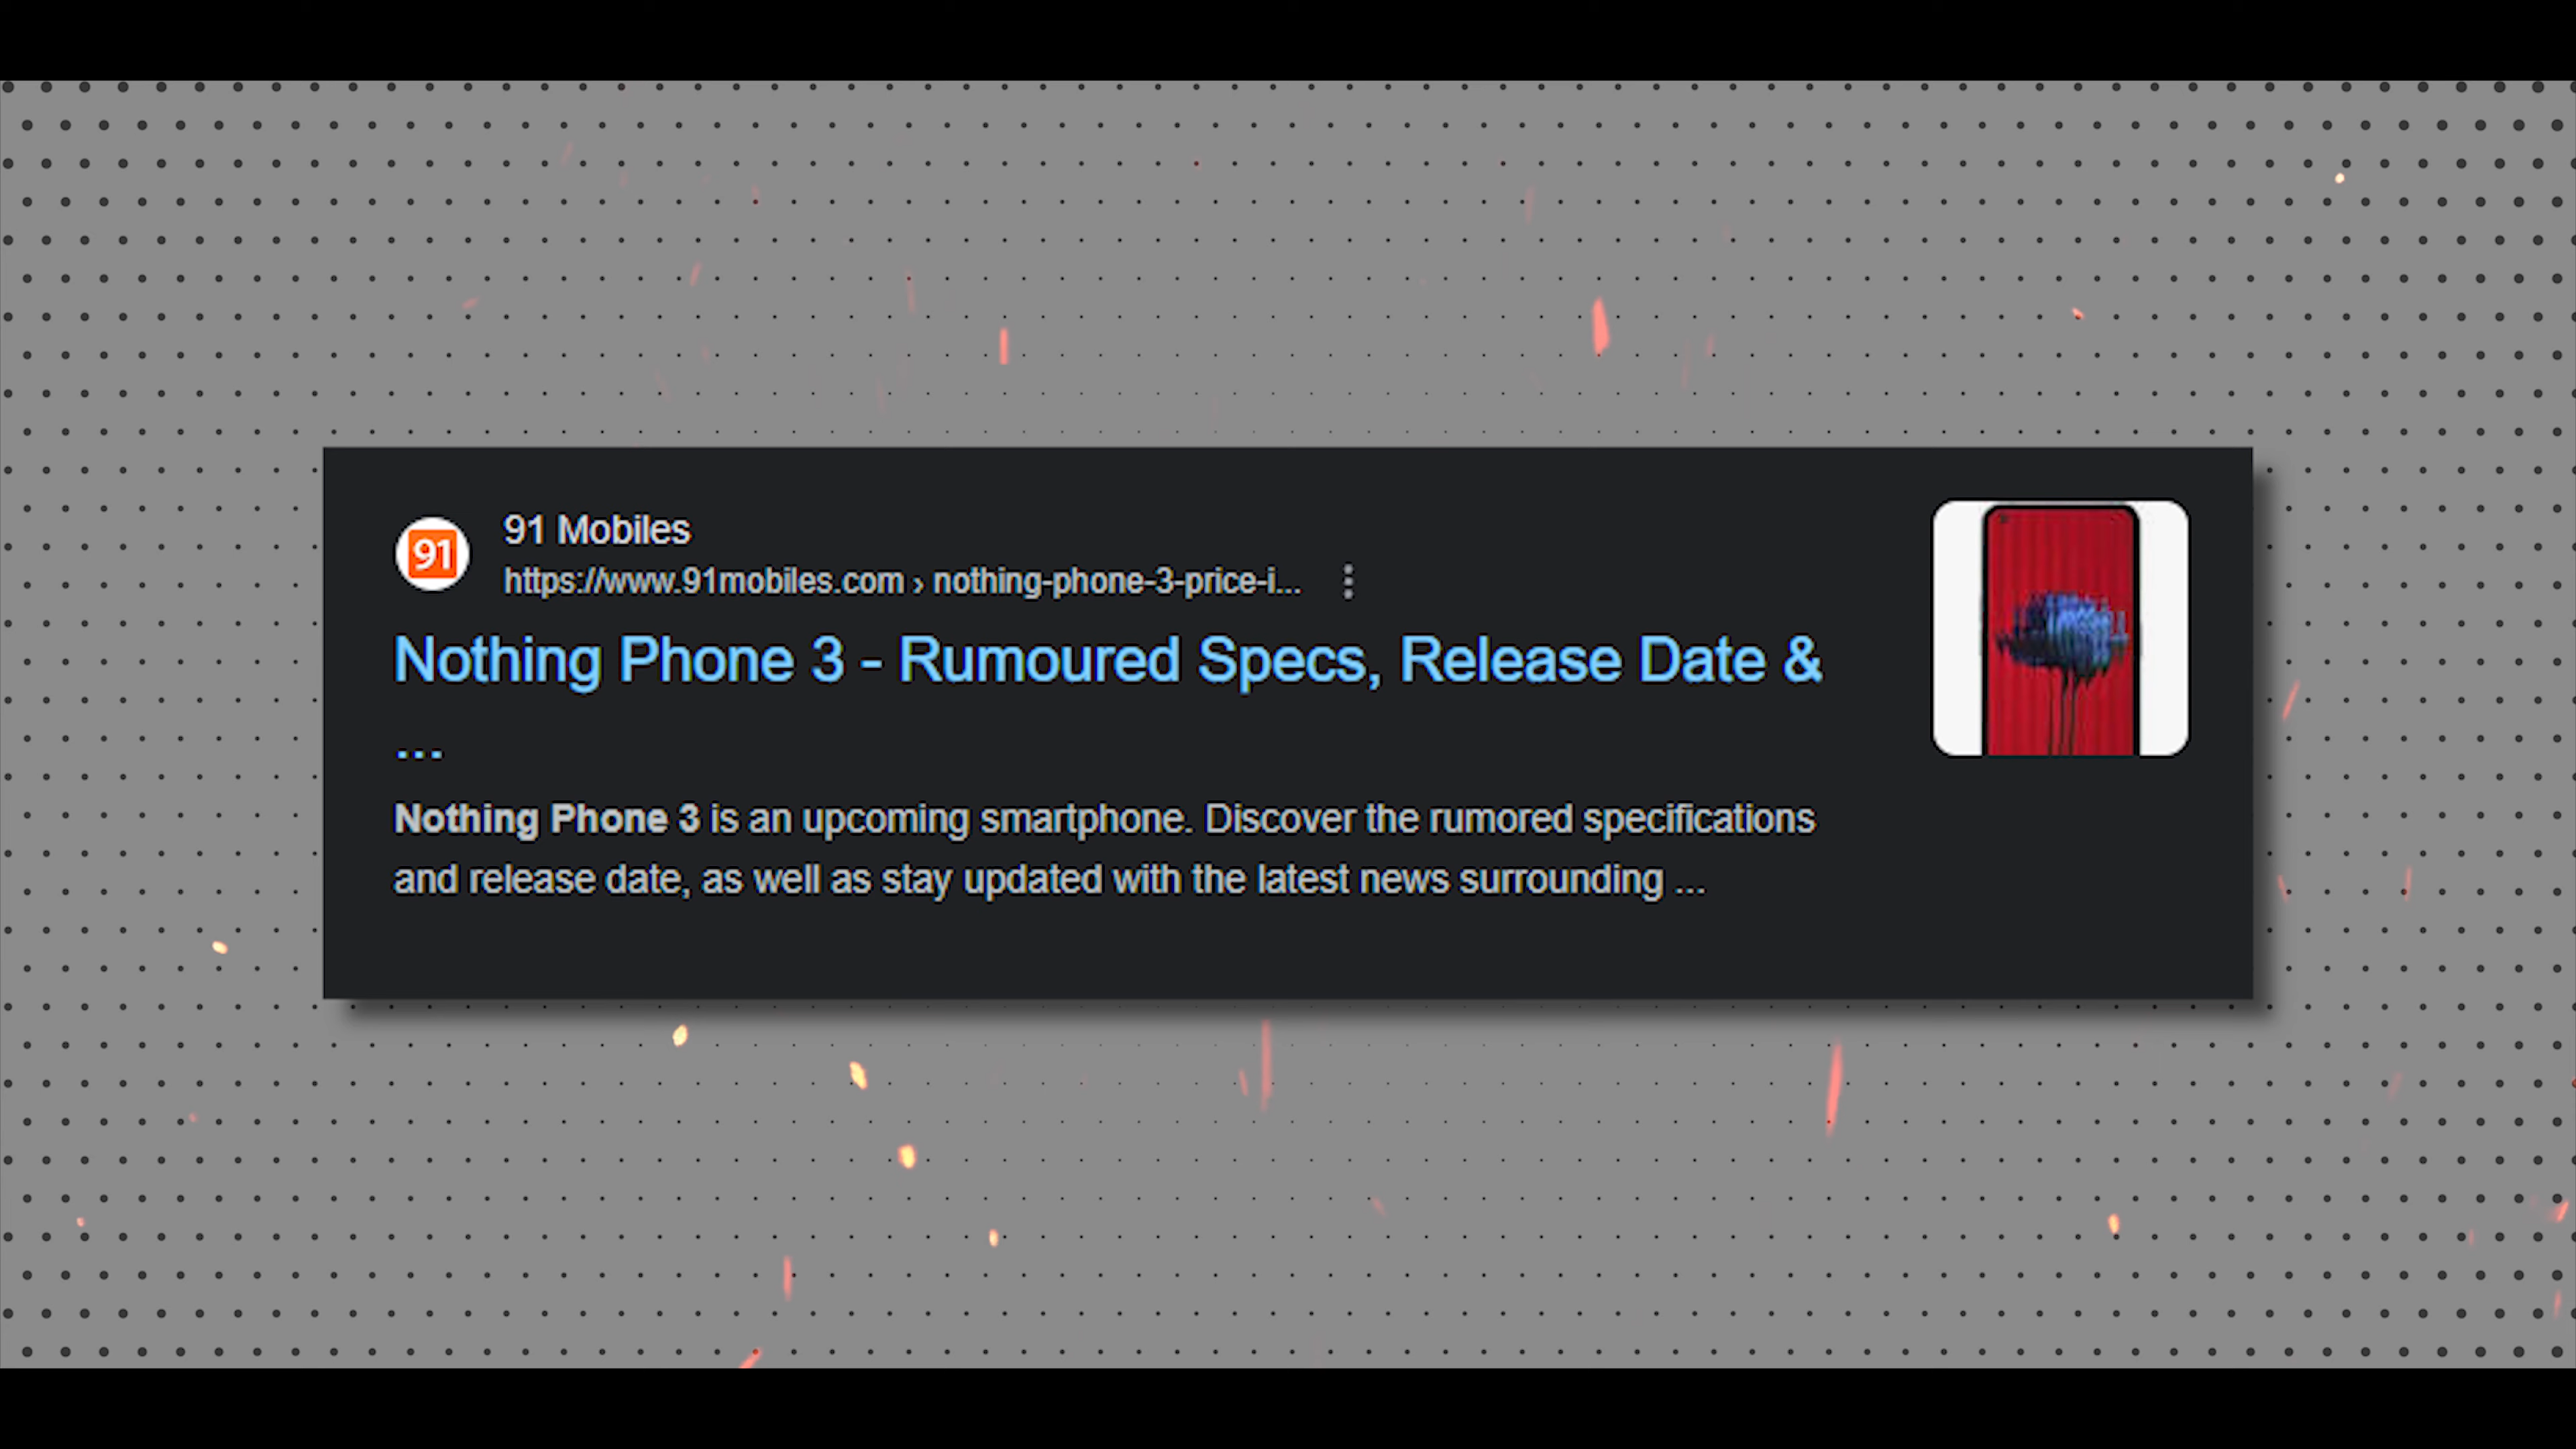 91
91 Mobiles
https://www.91mobiles.com › nothing-phone-3-price-i...
Nothing Phone 3 - Rumoured Specs, Release Date &
...
Nothing Phone 3 is an upcoming smartphone. Discover the rumored specifications
and release date, as well as stay updated with the latest news surrounding ...